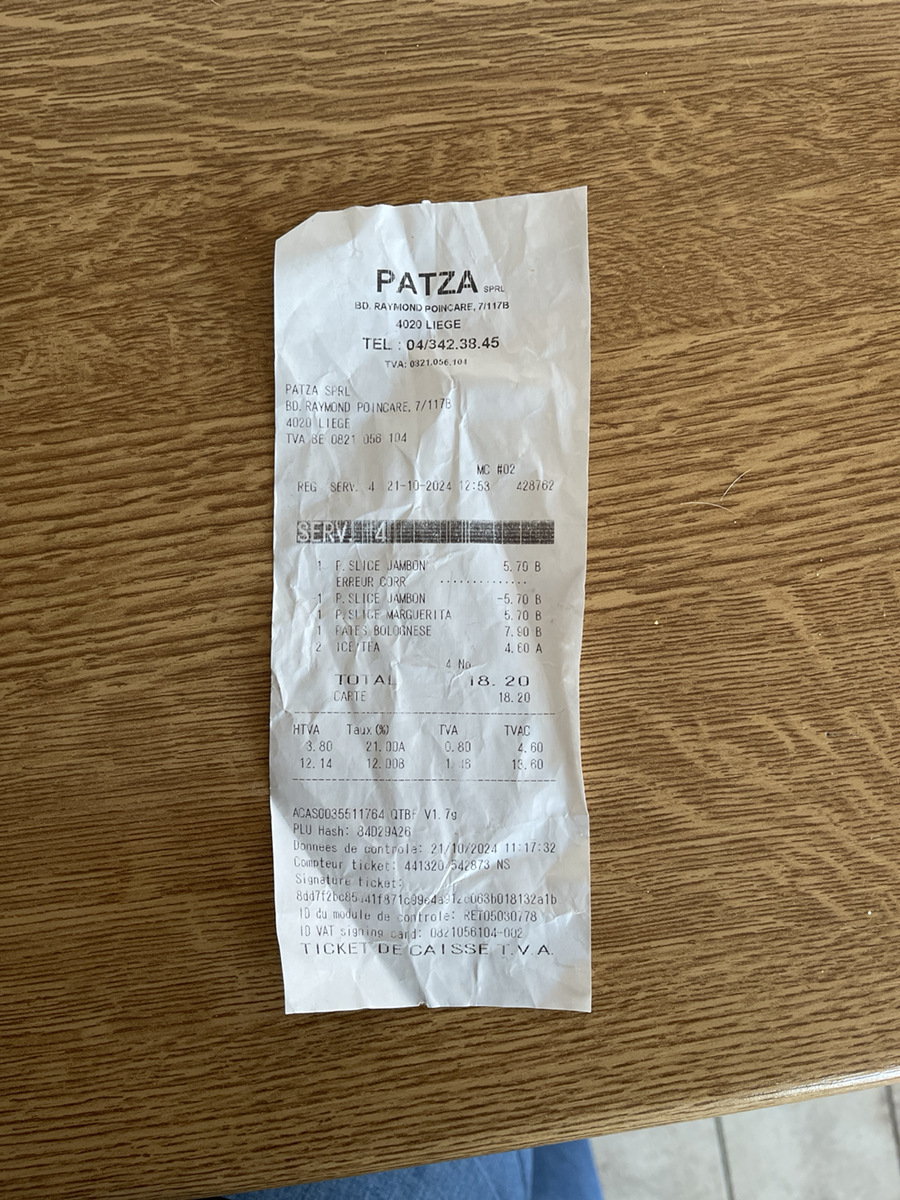 PATZA SPRL
BD. RAYMOND POINCARE, 7/117B
4020 LIEGE
TEL : 04/342.38.45
TVA: 0821.056.104
PATZA SPRL
BD. RAYMOND POINCARE, 7/117B
4020 LIEGE
TVA BE 0821 056 104
MC #02
REG SERV. 4 21-10-2024 12:53 428762
SERV. #4
1 P.SLICE JAMBON 5.70 B
ERREUR CORR ··············
1 P.SLICE JAMBON -5.70 B
1 P.SLICE MARGUERITA 5.70 B
1 PATES BOLOGNESE 7.90 B
2 ICE/TEA 4.60 A
4 No
TOTAL 18.20
CARTE 18.20
HTVA Taux(%) TVA TVAC
3.80 21.00A 0.80 4.60
12.14 12.00B 1.46 13.60
ACAS0035511764 V1.7g
PLU Hash: 84D29A26
Donnees de controle: 21/10/2024 11:17:32
Compteur ticket: 441320/542873 NS
Signature ticket:
ID du module de controle: RET05030778
ID VAT signing card: 0821056104-002
TICKET DE CAISSE T.V.A.